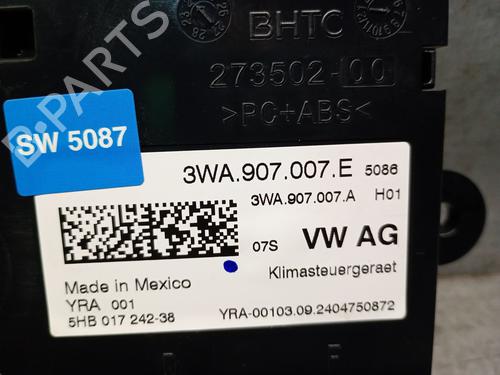 BHTC
273502-00
>PC+ABS<
B-PARTS
SW 5087
3WA.907.007.E 5086
3WA.907.007.A H01
07S VW AG
Made in Mexico Klimasteuergeraet
YRA 001
5HB 017 242-38 YRA-00103.09.2404750872